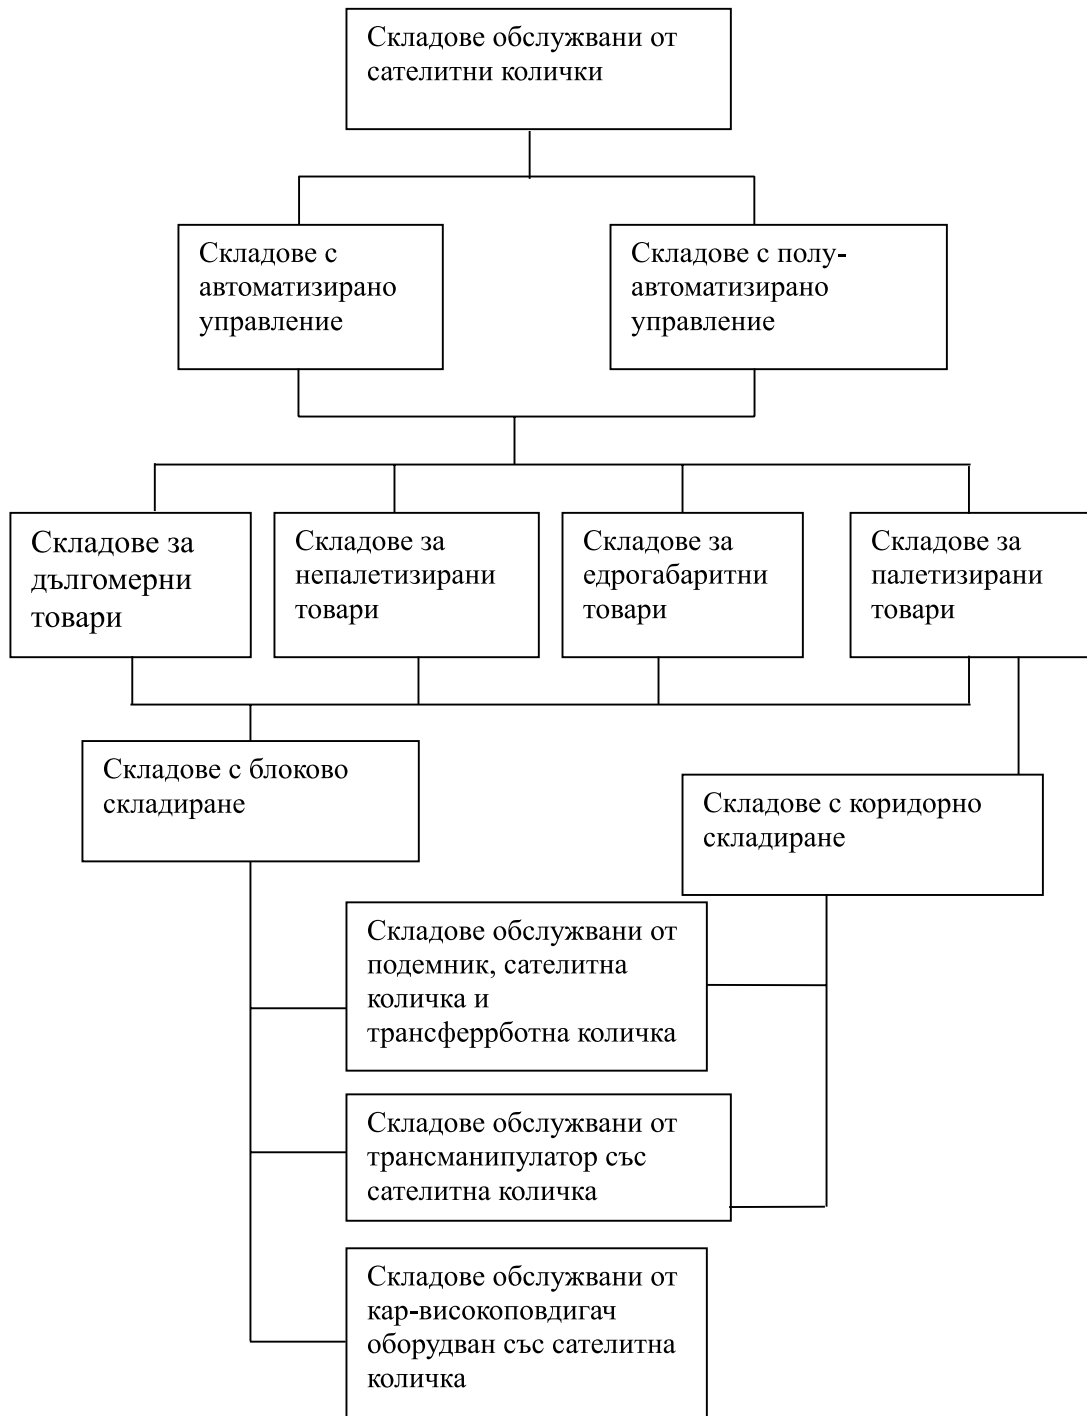 Складове обслужвани от
сателитни колички
Складове с
автоматизирано
управление
Складове с полу-
автоматизирано
управление
Складове за
дългомерни
товари
Складове за
непалетизирани
товари
Складове за
едрогабаритни
товари
Складове за
палетизирани
товари
Складове с блоково
складиране
Складове с коридорно
складиране
Складове обслужвани от
подемник, сателитна
количка и
трансферрботна количка
Складове обслужвани от
трансманипулатор със
сателитна количка
Складове обслужвани от
кар-високоповдигач
оборудван със сателитна
количка